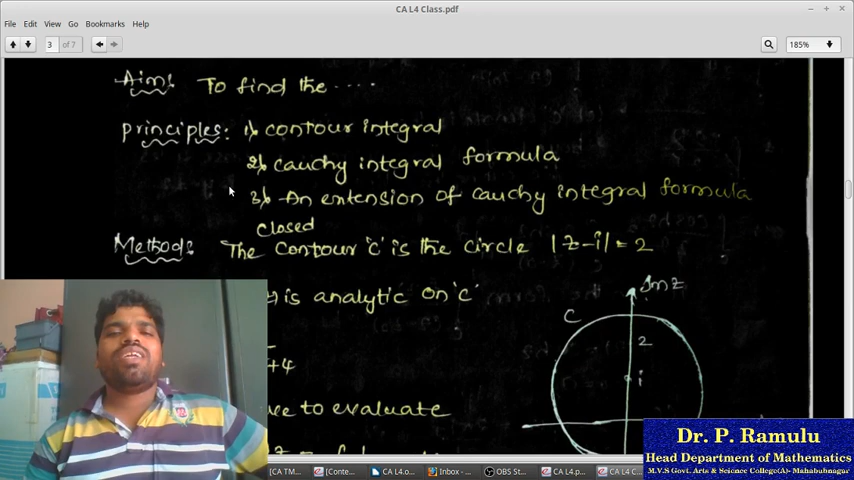 CA L4 Class.pdf
File Edit View Go Bookmarks Help
3 of 7 185%
Aim: To find the ....
principles: 1) contour integral
2) cauchy integral formula
3) An extension of cauchy integral formula
closed
Method: The contour 'c' is the circle |z-i| = 2
is analytic on 'c'
Im z
C
2
+4
i
to evaluate
Dr. P. Ramulu
Head Department of Mathematics
M.V.S Govt. Arts & Science College(A)- Mahabubnagar
[CA TM... [Conte... CA L4.o... Inbox - ... OBS St... CA L4.p... CA L4 C...